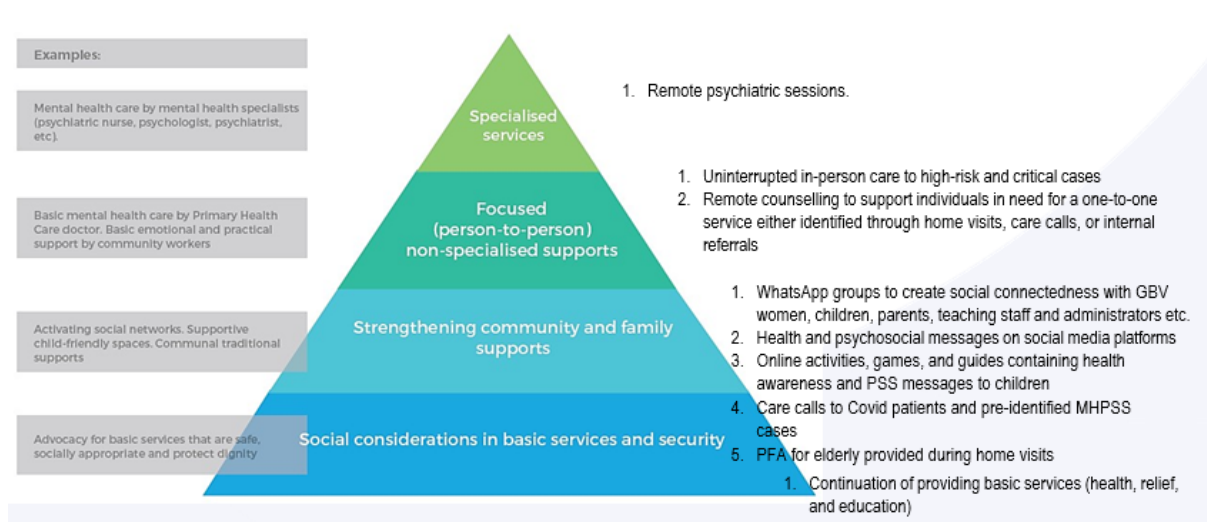 Examples:
Mental health care by mental health specialists
(psychiatric nurse, psychologist, psychiatrist,
etc).
Specialised
services
1. Remote psychiatric sessions.
Basic mental health care by Primary Health
Care doctor. Basic emotional and practical
support by community workers
Focused
(person-to-person)
non-specialised supports
1. Uninterrupted in-person care to high-risk and critical cases
2. Remote counselling to support individuals in need for a one-to-one
service either identified through home visits, care calls, or internal
referrals
Activating social networks. Supportive
child-friendly spaces. Communal traditional
supports
Strengthening community and family
supports
1. WhatsApp groups to create social connectedness with GBV
women, children, parents, teaching staff and administrators etc.
2. Health and psychosocial messages on social media platforms
3. Online activities, games, and guides containing health
awareness and PSS messages to children
4. Care calls to Covid patients and pre-identified MHPSS
cases
5. PFA for elderly provided during home visits
Advocacy for basic services that are safe,
socially appropriate and protect dignity
Social considerations in basic services and security
1. Continuation of providing basic services (health, relief,
and education)